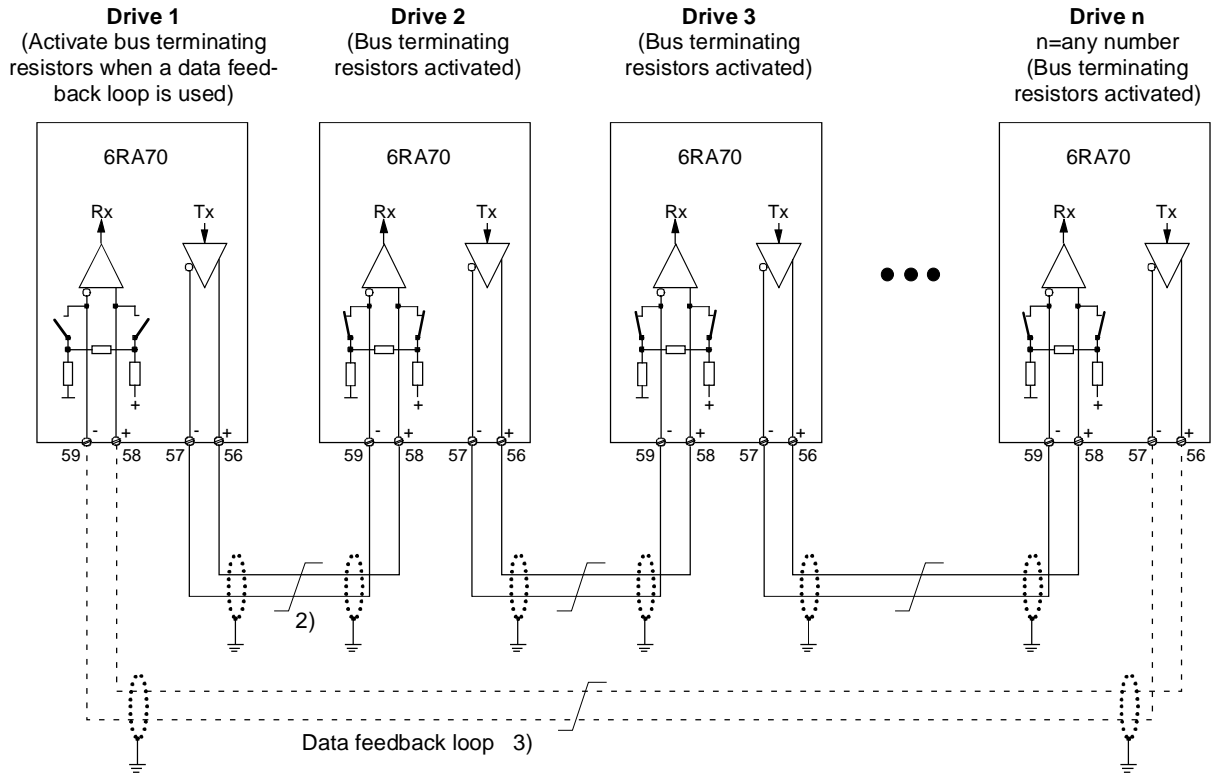 Drive 1
(Activate bus terminating
resistors when a data feed-
back loop is used)
Drive 2
(Bus terminating
resistors activated)
Drive 3
(Bus terminating
resistors activated)
Drive n
n=any number
(Bus terminating
resistors activated)
6RA70
Rx
Tx
+
- + - +
59 58 57 56
6RA70
Rx
Tx
+
- + - +
59 58 57 56
6RA70
Rx
Tx
+
- + - +
59 58 57 56
6RA70
Rx
Tx
+
- + - +
59 58 57 56
2)
Data feedback loop 3)